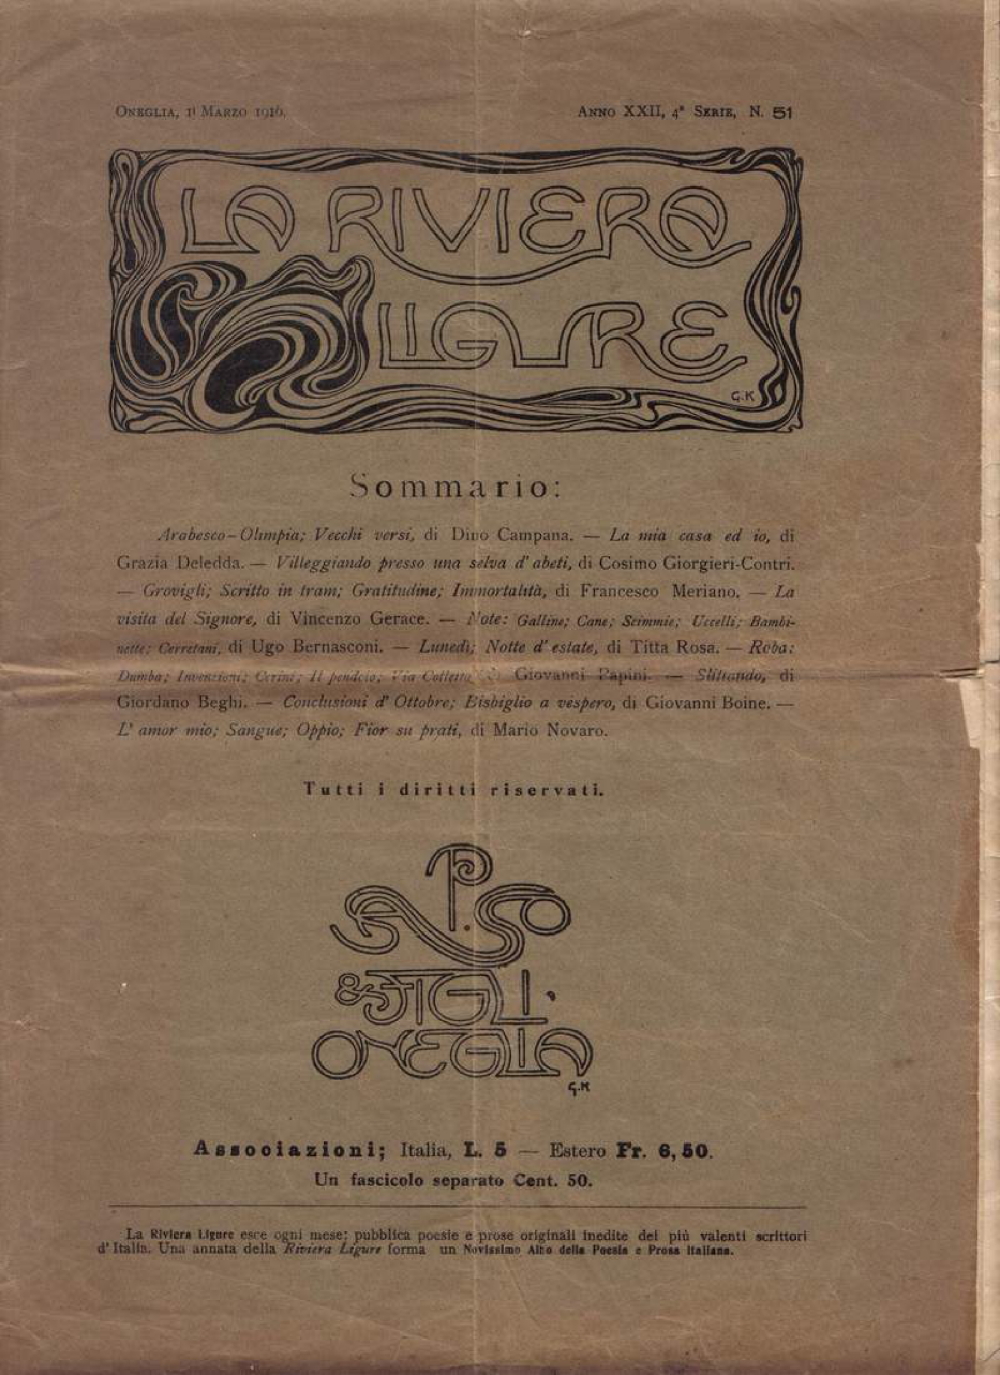 Oneglia, 1 Marzo 1916. Anno XXII, 4ª Serie, N. 51
LA RIVIERA
LIGURE
G.K
Sommario:
Arabesco-Olimpia; Vecchi versi, di Dino Campana. — La mia casa ed io, di
Grazia Deledda. — Villeggiando presso una selva d'abeti, di Cosimo Giorgieri-Contri.
— Grovigli; Scritto in tram; Gratitudine; Immortalità, di Francesco Meriano. — La
visita del Signore, di Vincenzo Gerace. — Note: Galline; Cane; Scimmie; Uccelli; Bambi-
nette; Cerretani, di Ugo Bernasconi. — Lunedì; Notte d'estate, di Titta Rosa. — Roba:
Dumba; Invenzioni; Cerini; Il pendolo; Via Colletta, di Giovanni Papini. — Slittando, di
Giordano Beghi. — Conclusioni d'Ottobre; Bisbiglio a vespero, di Giovanni Boine. —
L'amor mio; Sangue; Oppio; Fior su prati, di Mario Novaro.
Tutti i diritti riservati.
P. SASSO
& FIGLI.
ONEGLIA
G.K
Associazioni; Italia, L. 5 — Estero Fr. 6,50.
Un fascicolo separato Cent. 50.
La Riviera Ligure esce ogni mese; pubblica poesie e prose originali inedite dei più valenti scrittori
d'Italia. Una annata della Riviera Ligure forma un Novissimo Albo della Poesia e Prosa Italiana.